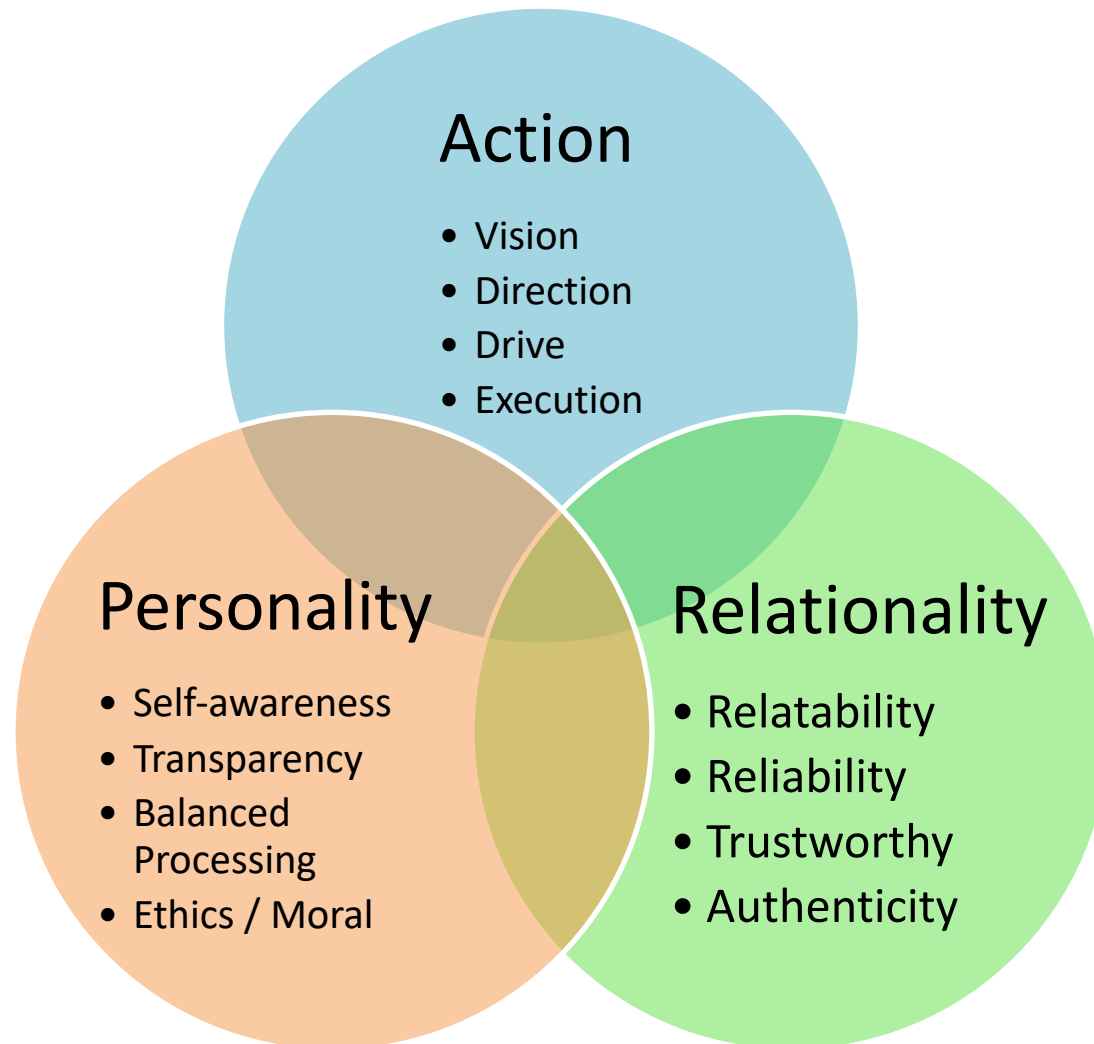 Action
• Vision
• Direction
• Drive
• Execution
Personality
• Self-awareness
• Transparency
• Balanced
Processing
• Ethics / Moral
Relationality
• Relatability
• Reliability
• Trustworthy
• Authenticity